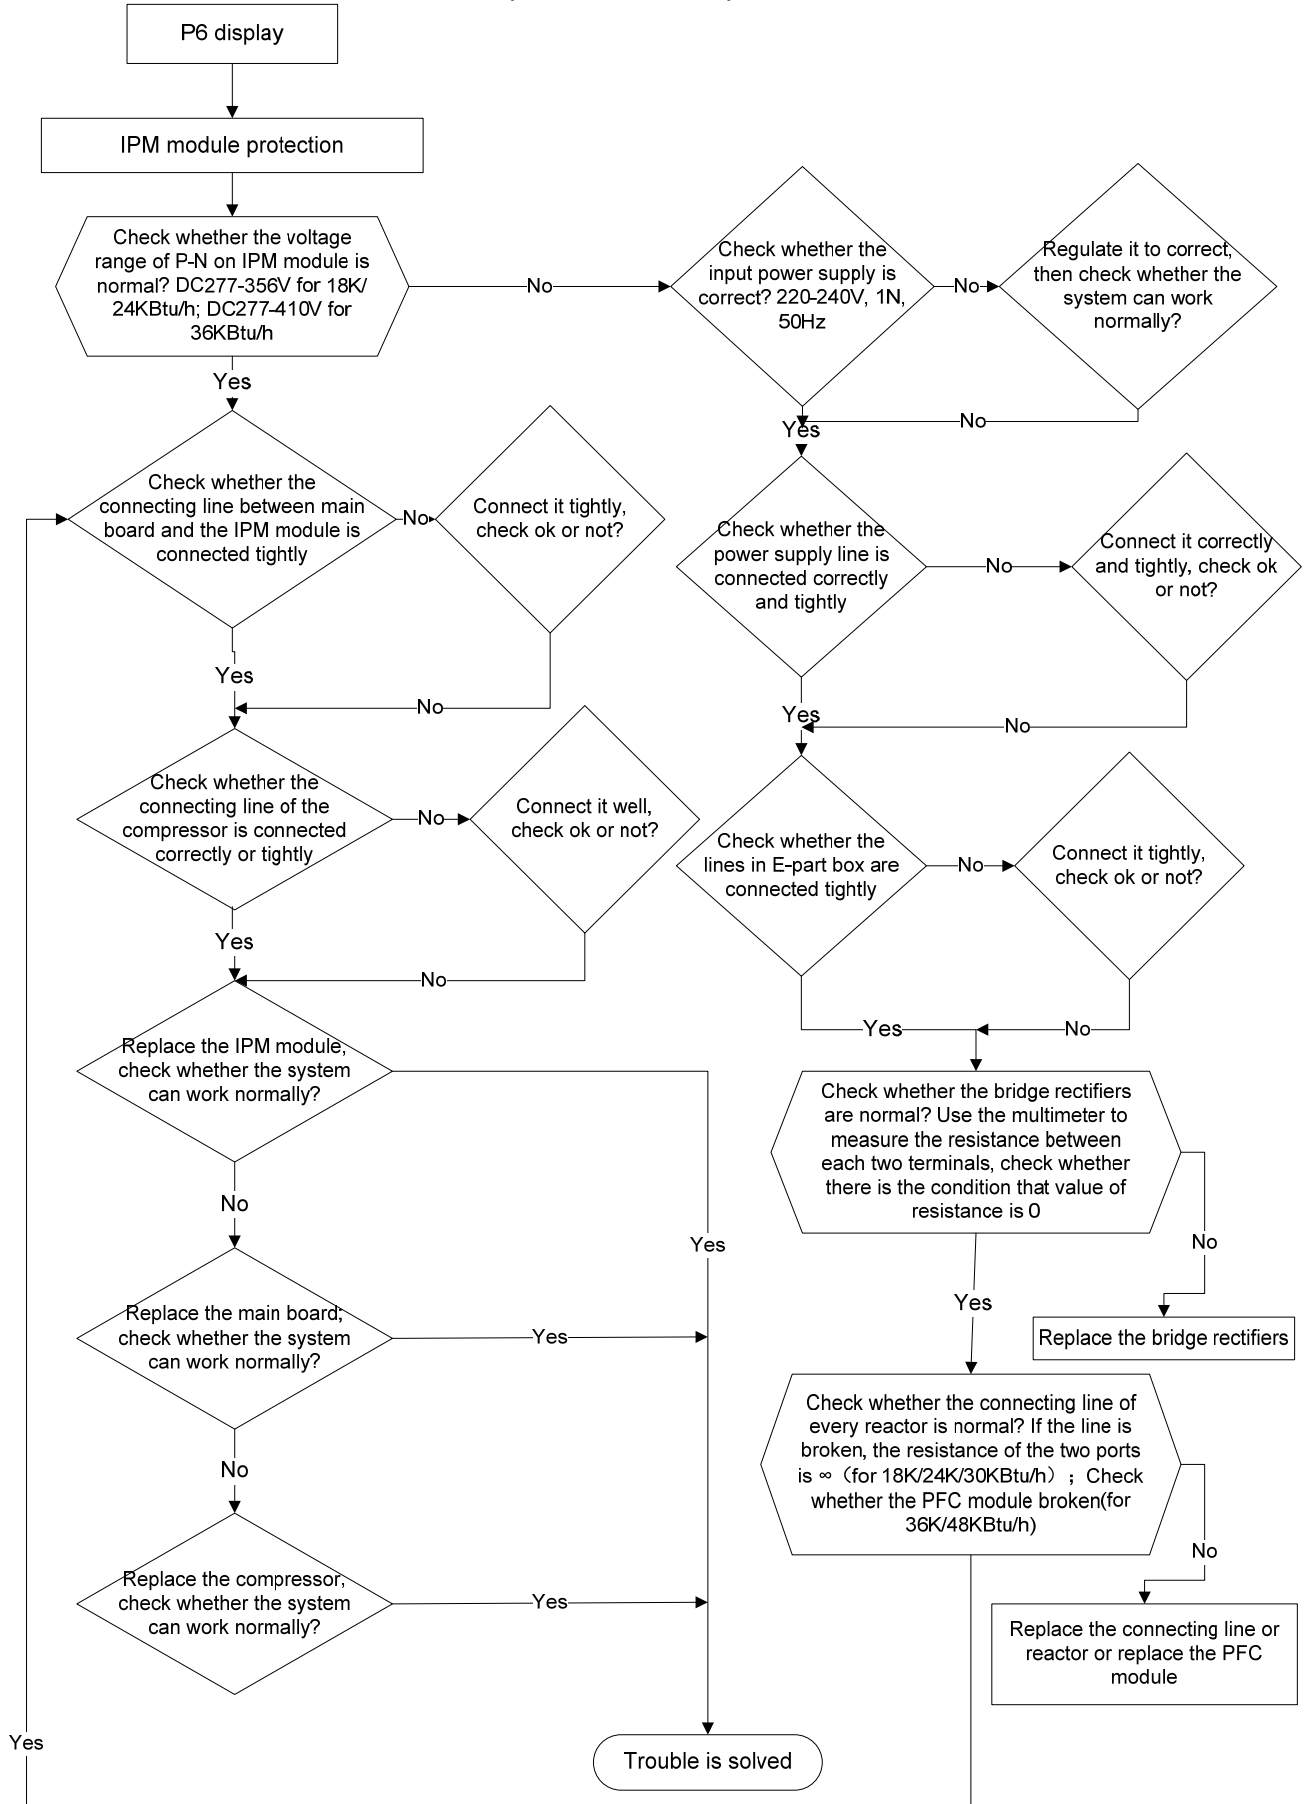 P6 display
IPM module protection
Check whether the voltage
range of P-N on IPM module is
normal? DC277-356V for 18K/
24KBtu/h; DC277-410V for
36KBtu/h
No
Check whether the
input power supply is
correct? 220-240V, 1N,
50Hz
No
Regulate it to correct,
then check whether the
system can work
normally?
Yes
No
Yes
Check whether the
connecting line between main
board and the IPM module is
connected tightly
No
Connect it tightly,
check ok or not?
Check whether the
power supply line is
connected correctly
and tightly
No
Connect it correctly
and tightly, check ok
or not?
Yes
No
Yes
No
Check whether the
connecting line of the
compressor is connected
correctly or tightly
No
Connect it well,
check ok or not?
Check whether the
lines in E-part box are
connected tightly
No
Connect it tightly,
check ok or not?
Yes
No
Yes
No
Replace the IPM module,
check whether the system
can work normally?
Check whether the bridge rectifiers
are normal? Use the multimeter to
measure the resistance between
each two terminals, check whether
there is the condition that value of
resistance is 0
No
Yes
No
Yes
Replace the bridge rectifiers
Replace the main board;
check whether the system
can work normally?
Yes
Check whether the connecting line of
every reactor is normal? If the line is
broken, the resistance of the two ports
is ∞（for 18K/24K/30KBtu/h）；Check
whether the PFC module broken(for
36K/48KBtu/h)
No
No
Replace the compressor,
check whether the system
can work normally?
Yes
Replace the connecting line or
reactor or replace the PFC
module
Yes
Trouble is solved